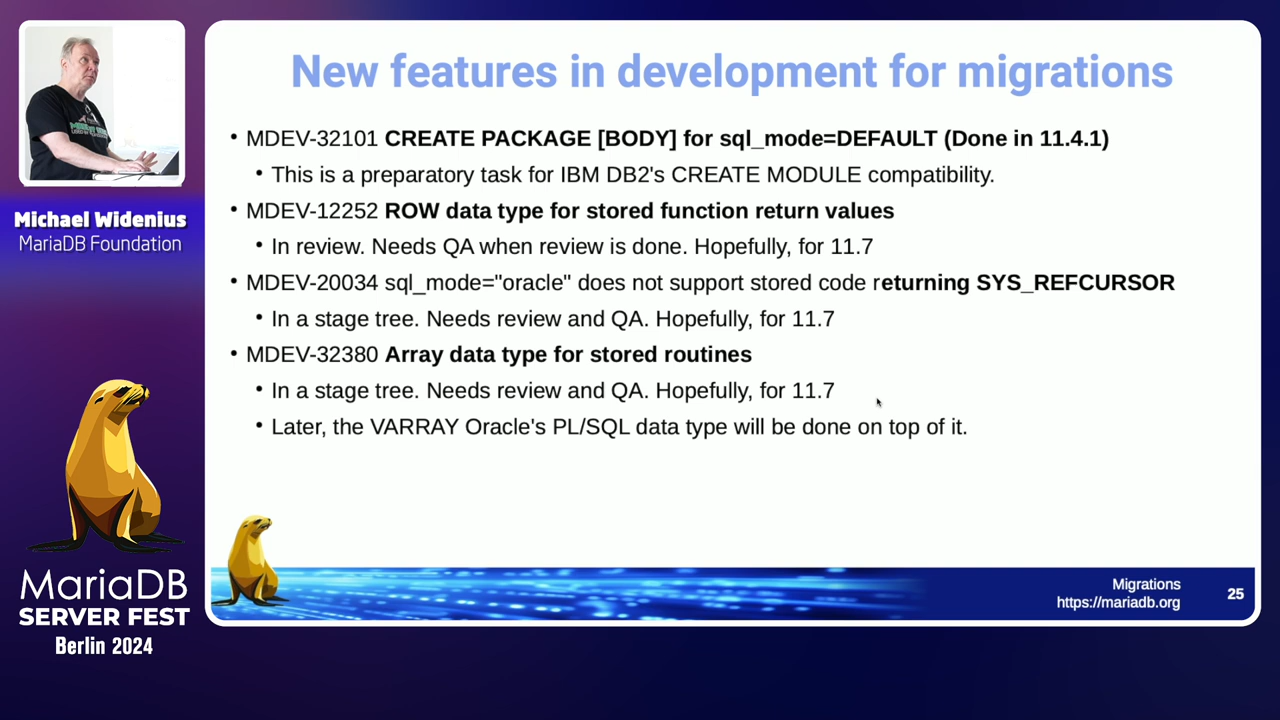 Michael Widenius
MariaDB Foundation
MariaDB
SERVER FEST
Berlin 2024
New features in development for migrations
• MDEV-32101 CREATE PACKAGE [BODY] for sql_mode=DEFAULT (Done in 11.4.1)
• This is a preparatory task for IBM DB2's CREATE MODULE compatibility.
• MDEV-12252 ROW data type for stored function return values
• In review. Needs QA when review is done. Hopefully, for 11.7
• MDEV-20034 sql_mode="oracle" does not support stored code returning SYS_REFCURSOR
• In a stage tree. Needs review and QA. Hopefully, for 11.7
• MDEV-32380 Array data type for stored routines
• In a stage tree. Needs review and QA. Hopefully, for 11.7
• Later, the VARRAY Oracle's PL/SQL data type will be done on top of it.
Migrations
https://mariadb.org
25